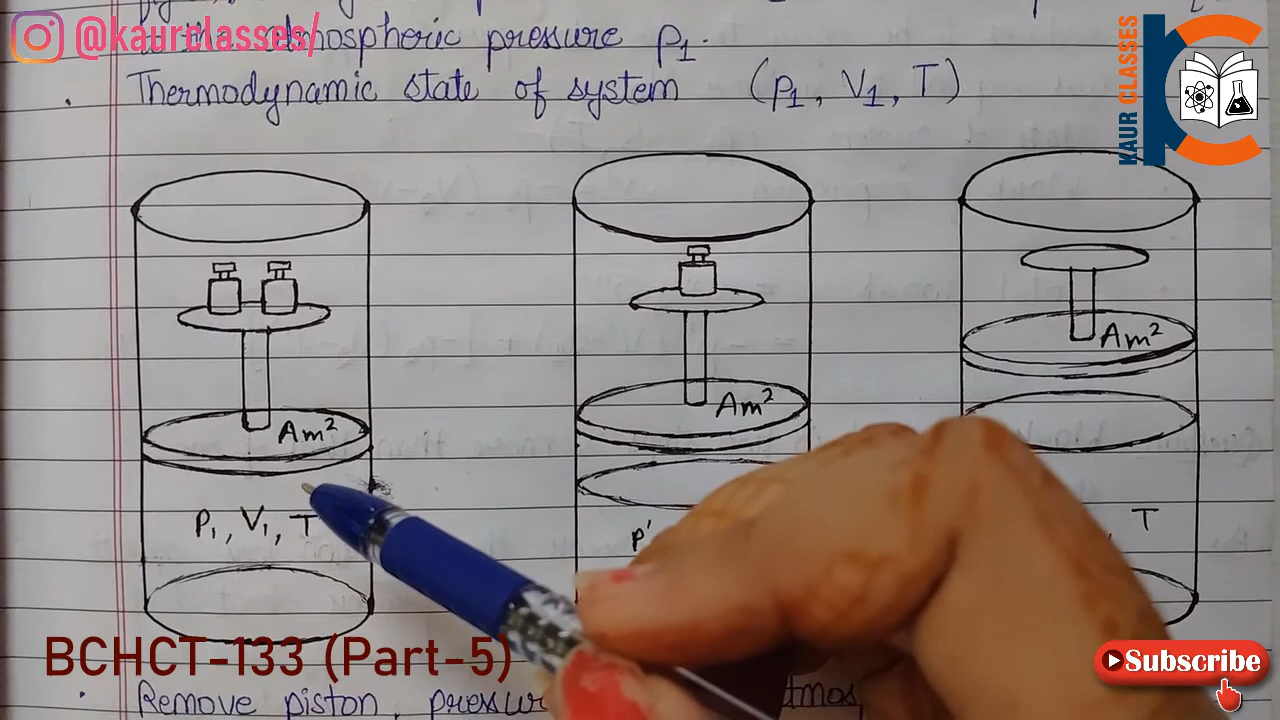 @kaurclasses/
the atmospheric pressure p1.
. Thermodynamic state of system (p1, V1, T)
KAUR CLASSES
Am²
Am²
Am²
P1, V1, T
p'
T
BCHCT-133 (Part-5)
Subscribe
. Remove piston, pressur